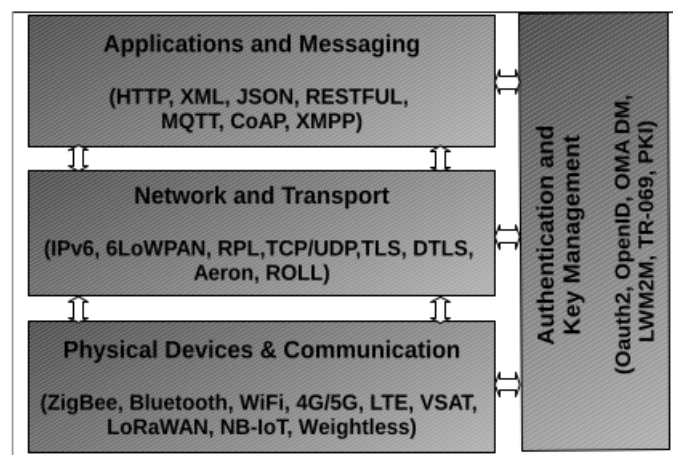 Applications and Messaging
(HTTP, XML, JSON, RESTFUL,
MQTT, CoAP, XMPP)
Network and Transport
(IPv6, 6LoWPAN, RPL,TCP/UDP,TLS, DTLS,
Aeron, ROLL)
Physical Devices & Communication
(ZigBee, Bluetooth, WiFi, 4G/5G, LTE, VSAT,
LoRaWAN, NB-IoT, Weightless)
Authentication and
Key Management
(Oauth2, OpenID, OMA DM,
LWM2M, TR-069, PKI)